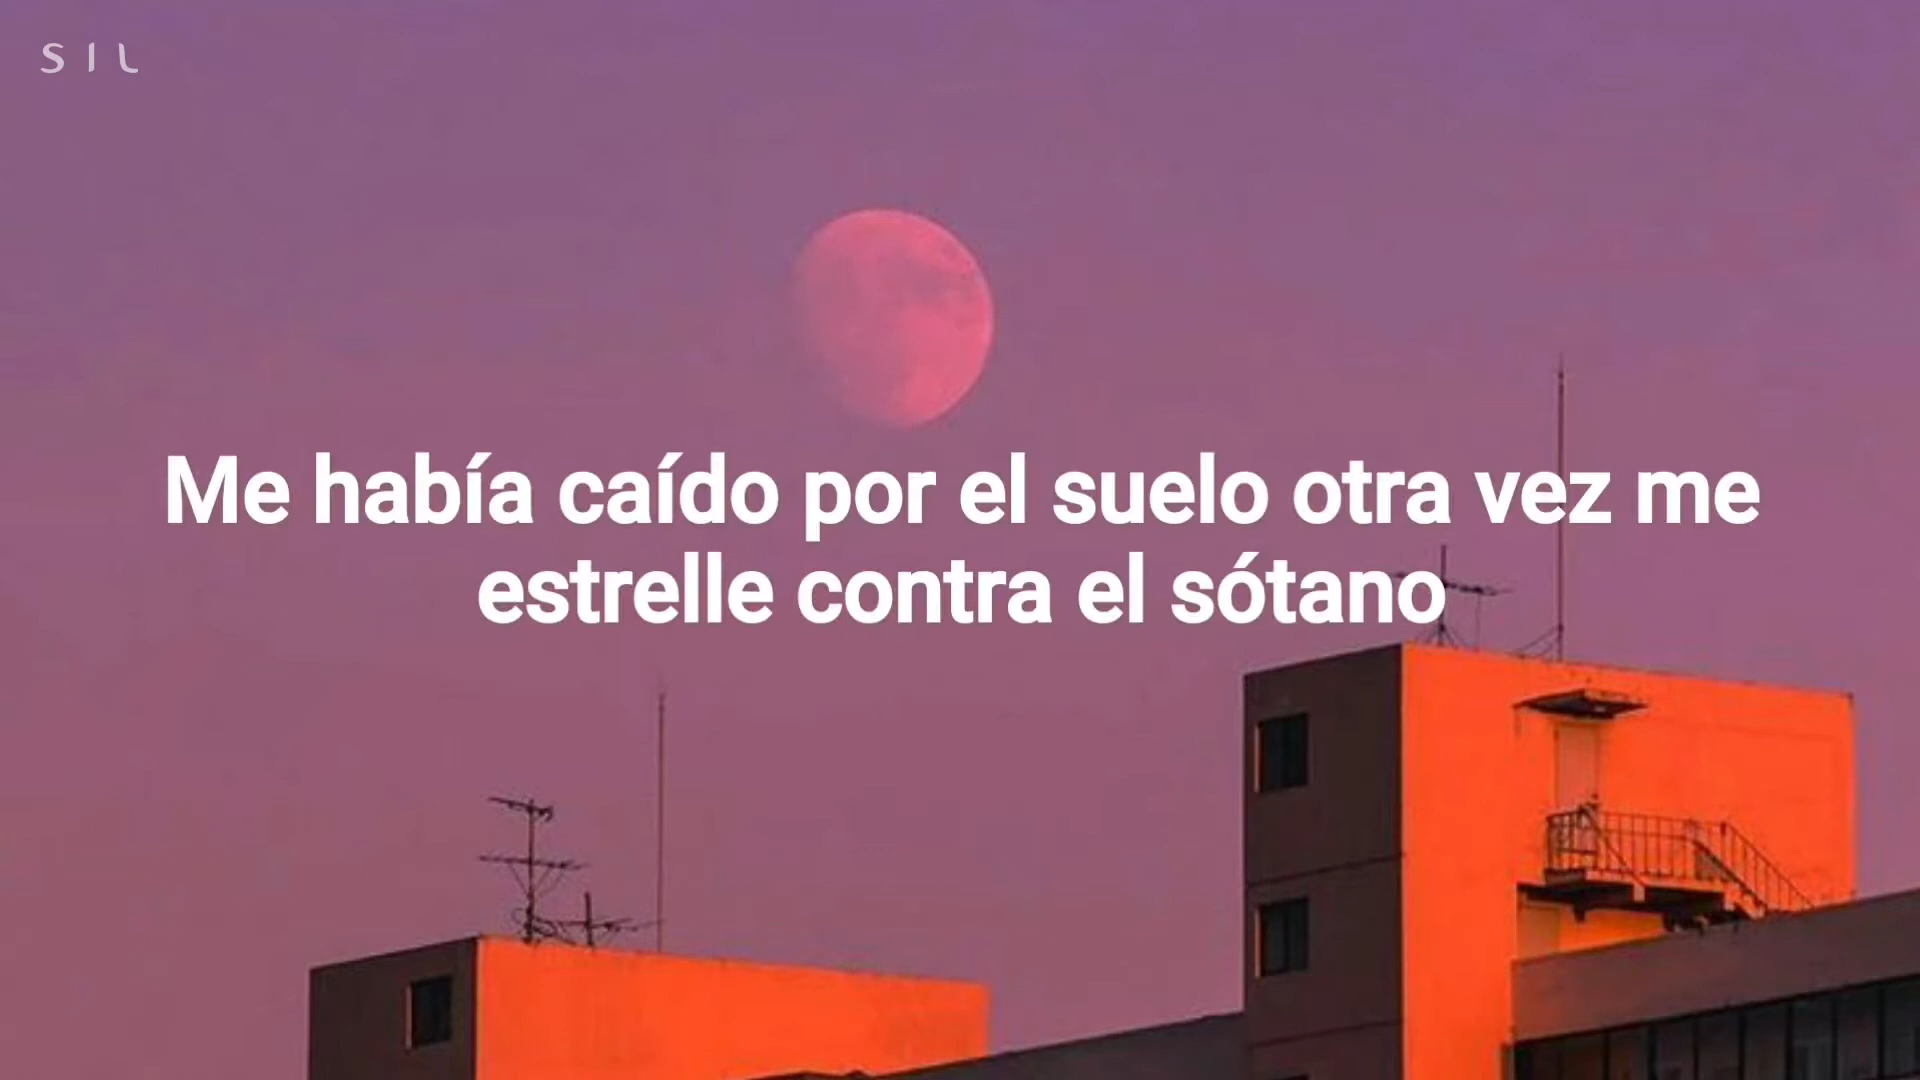 SIL
Me había caído por el suelo otra vez me
estrelle contra el sótano